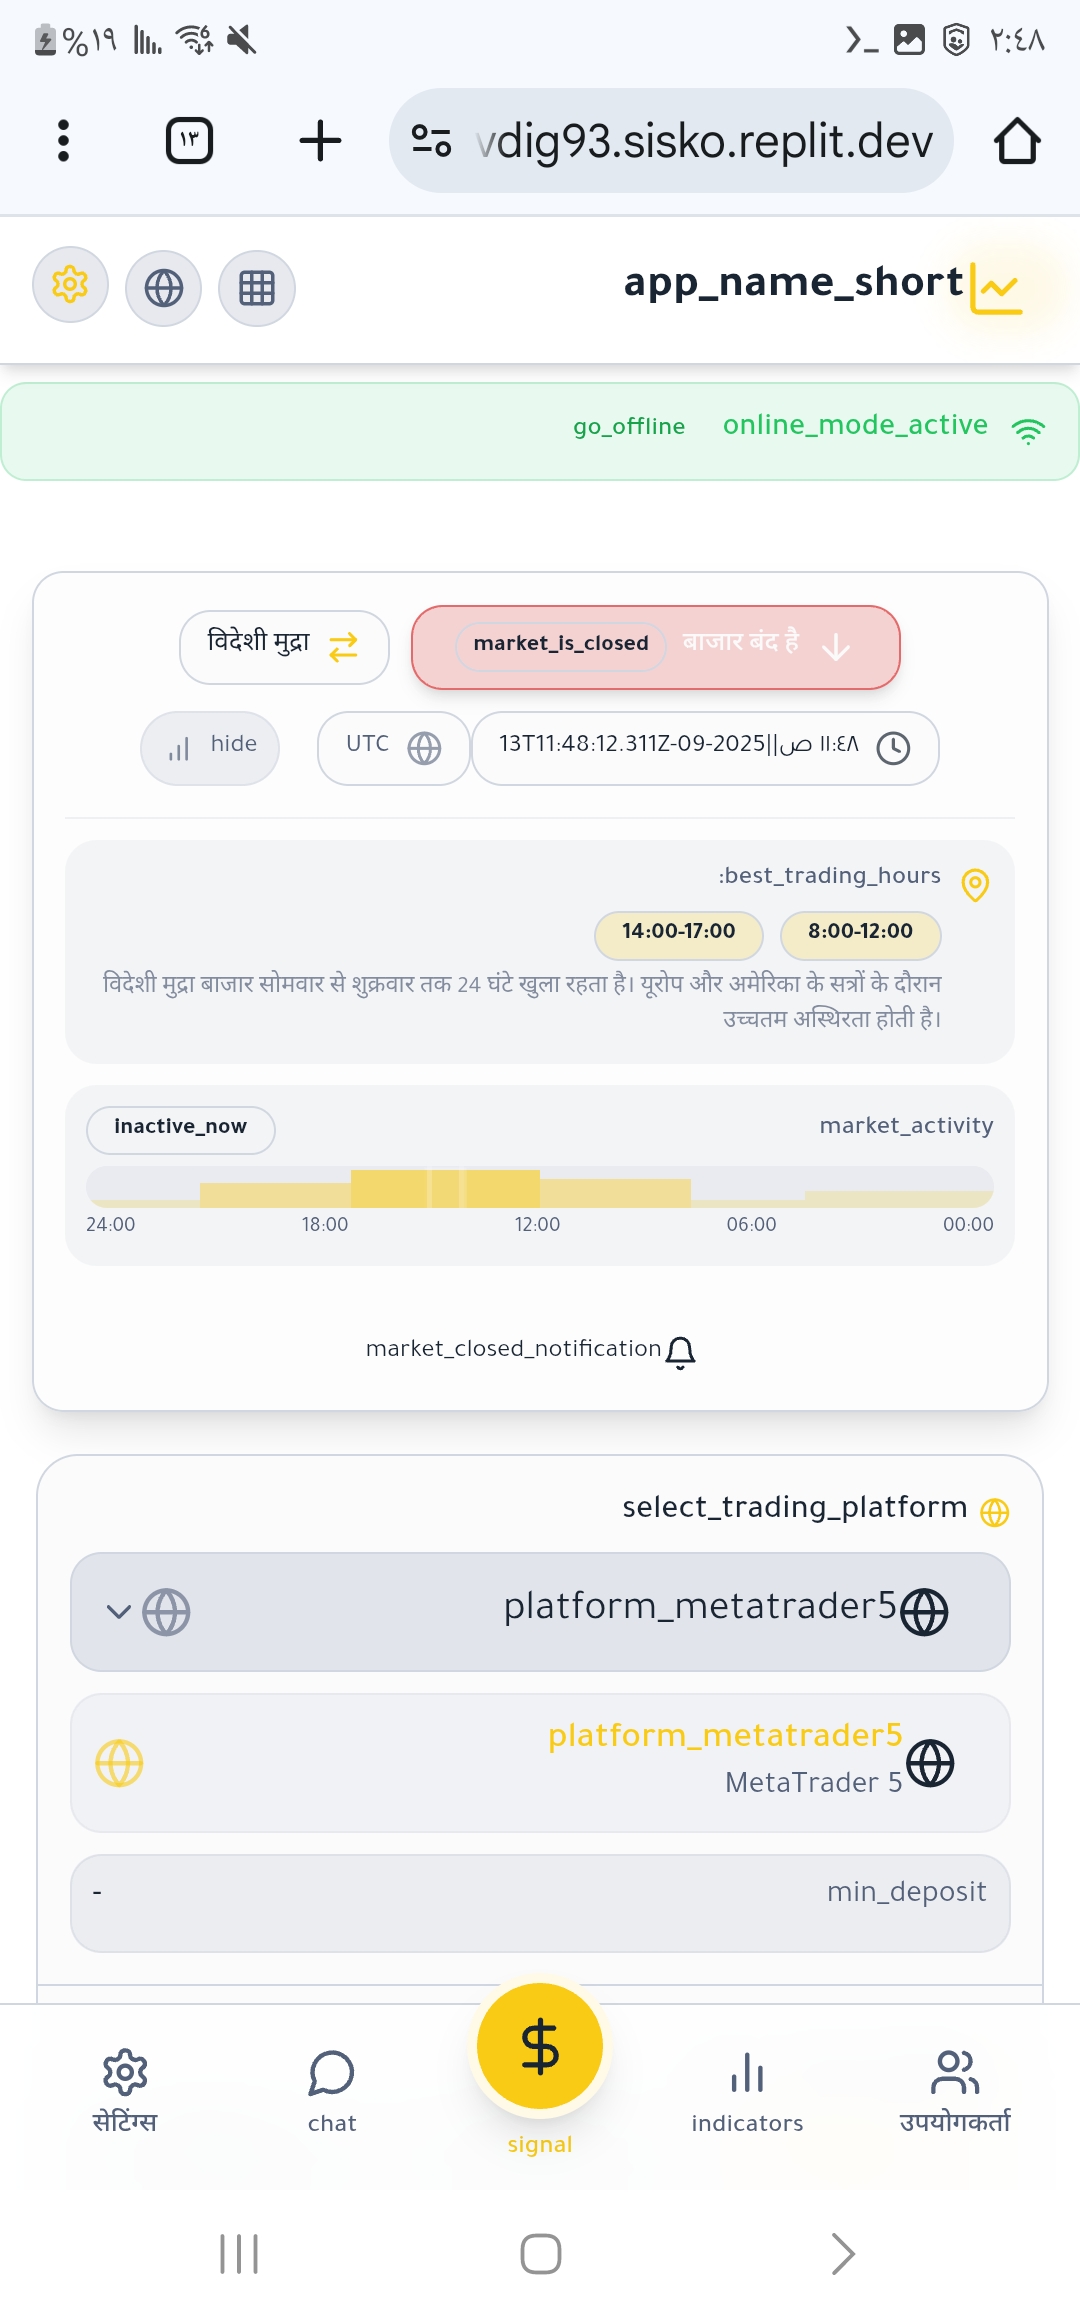 ٢:٤٨
%١٩
vdig93.sisko.replit.dev
١٣
app_name_short
online_mode_active
go_offline
बाजार बंद है
market_is_closed
विदेशी मुद्रा
13T11:48:12.311Z-09-2025||ص ١١:٤٨
UTC
hide
:best_trading_hours
8:00-12:00
14:00-17:00
विदेशी मुद्रा बाजार सोमवार से शुक्रवार तक 24 घंटे खुला रहता है। यूरोप और अमेरिका के सत्रों के दौरान
उच्चतम अस्थिरता होती है।
market_activity
inactive_now
24:00 18:00 12:00 06:00 00:00
market_closed_notification
select_trading_platform
platform_metatrader5
platform_metatrader5
MetaTrader 5
min_deposit
-
उपयोगकर्ता
indicators
signal
chat
सेटिंग्स